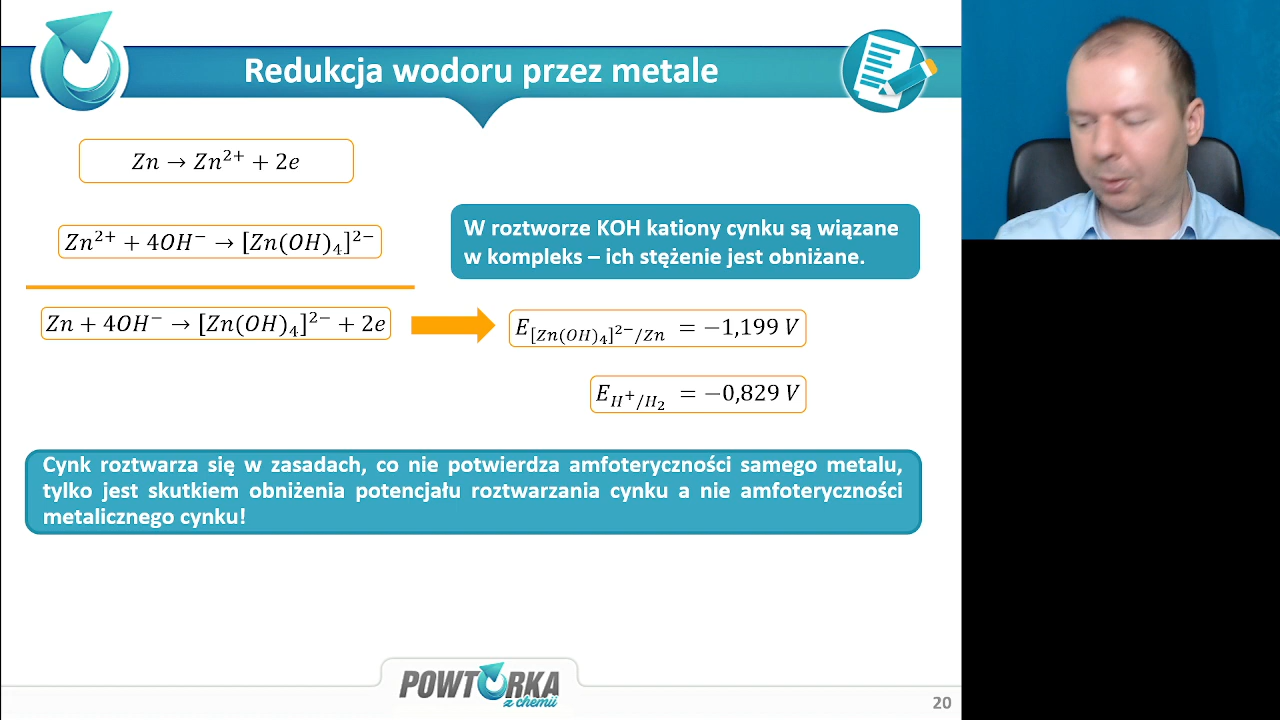 Redukcja wodoru przez metale
Zn → Zn²⁺ + 2e
Zn²⁺ + 4OH⁻ → [Zn(OH)₄]²⁻
W roztworze KOH kationy cynku są wiązane
w kompleks – ich stężenie jest obniżane.
Zn + 4OH⁻ → [Zn(OH)₄]²⁻ + 2e
E[Zn(OH)₄]²⁻/Zn = −1,199 V
E H⁺/H₂ = −0,829 V
Cynk roztwarza się w zasadach, co nie potwierdza amfoteryczności samego metalu,
tylko jest skutkiem obniżenia potencjału roztwarzania cynku a nie amfoteryczności
metalicznego cynku!
POWTÓRKA
z chemii
20